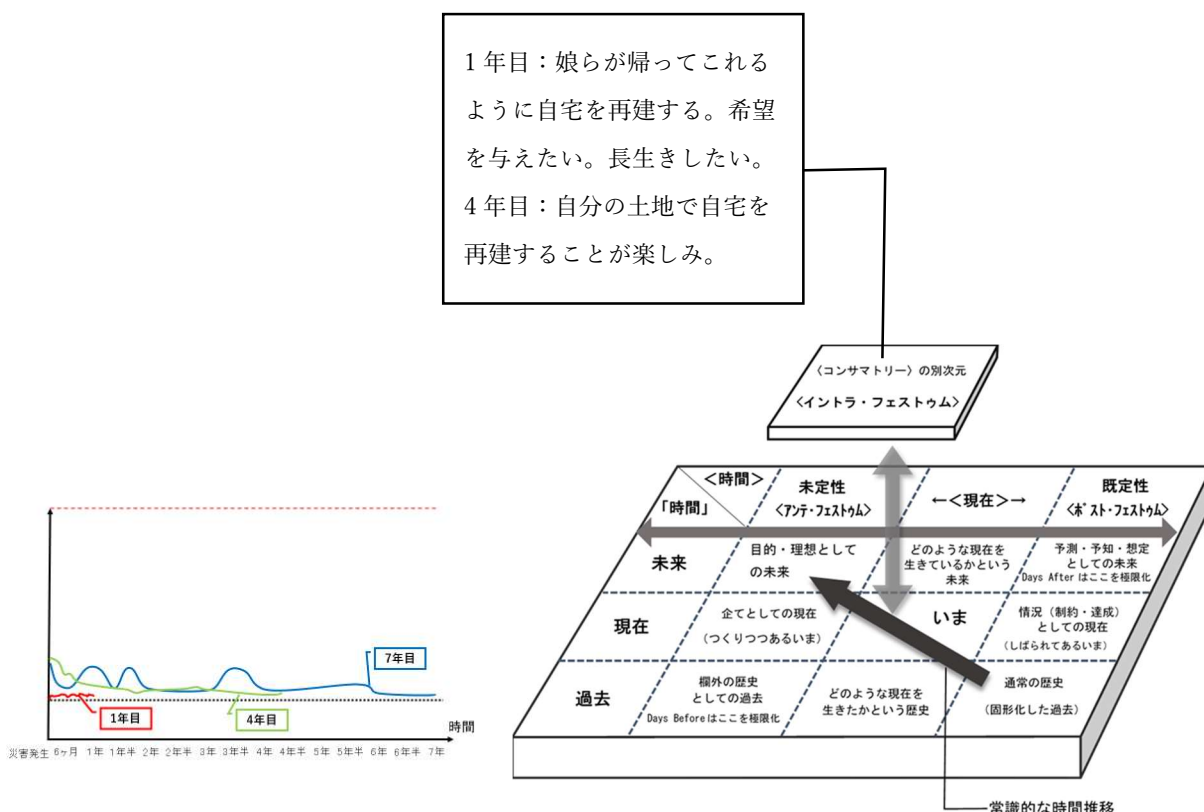 1年目：娘らが帰ってこれる
ように自宅を再建する。希望
を与えたい。長生きしたい。
4年目：自分の土地で自宅を
再建することが楽しみ。
〈コンサマトリー〉の別次元
<イントラ・フェストゥム>
<時間>
「時間」
未定性
<アンテ・フェストゥム>
←<現在>→
既定性
<ポスト・フェストゥム>
未来
目的・理想として
の未来
どのような現在を
生きているかという
未来
予測・予知・想定
としての未来
Days Afterはここを極限化
現在
企てとしての現在
（つくりつつあるいま）
いま
情況（制約・達成）
としての現在
（しばられてあるいま）
過去
欄外の歴史
としての過去
Days Beforeはここを極限化
どのような現在を
生きたかという歴史
通常の歴史
（固形化した過去）
常識的な時間推移
7年目
1年目
4年目
時間
災害発生 6ヶ月 1年 1年半 2年 2年半 3年 3年半 4年 4年半 5年 5年半 6年 6年半 7年